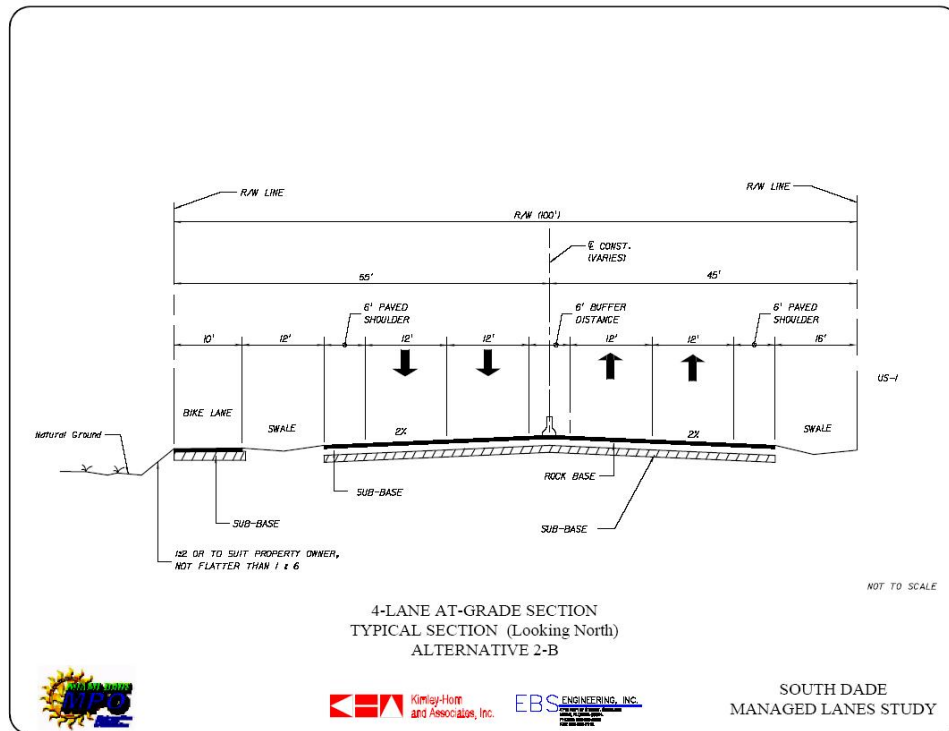 R/W LINE
R/W LINE
R/W (100')
℄ CONST.
(VARIES)
55'
45'
6' PAVED
SHOULDER
6' BUFFER
DISTANCE
6' PAVED
SHOULDER
10'
12'
12'
12'
12'
12'
16'
US-1
BIKE LANE
SWALE
2%
2%
SWALE
Natural Ground
SUB-BASE
ROCK BASE
SUB-BASE
SUB-BASE
1:2 OR TO SUIT PROPERTY OWNER,
NOT FLATTER THAN 1 : 6
NOT TO SCALE
4-LANE AT-GRADE SECTION
TYPICAL SECTION (Looking North)
ALTERNATIVE 2-B
MIAMI DADE
MPO
Kimley-Horn
and Associates, Inc.
EBS ENGINEERING, INC.
SOUTH DADE
MANAGED LANES STUDY